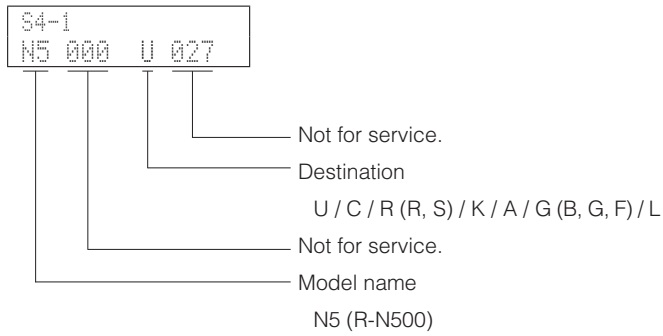 S4-1
N5 000 U 027
Not for service.
Destination
U / C / R (R, S) / K / A / G (B, G, F) / L
Not for service.
Model name
N5 (R-N500)